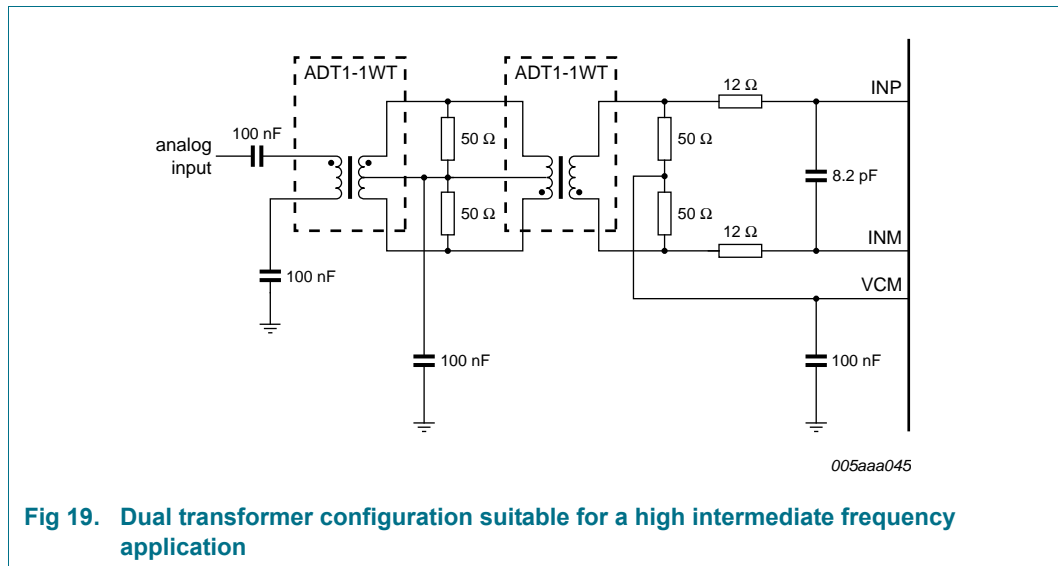 ADT1-1WT
ADT1-1WT
12 Ω
INP
100 nF
analog
input
50 Ω
50 Ω
8.2 pF
50 Ω
50 Ω
12 Ω
INM
100 nF
VCM
100 nF
100 nF
005aaa045
Fig 19. Dual transformer configuration suitable for a high intermediate frequency
application